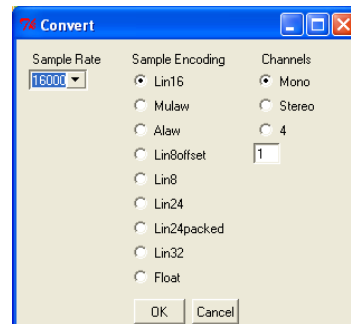 Convert
Sample Rate Sample Encoding Channels
16000 Lin16 Mono
Mulaw Stereo
Alaw 4
Lin8offset 1
Lin8
Lin24
Lin24packed
Lin32
Float
OK Cancel